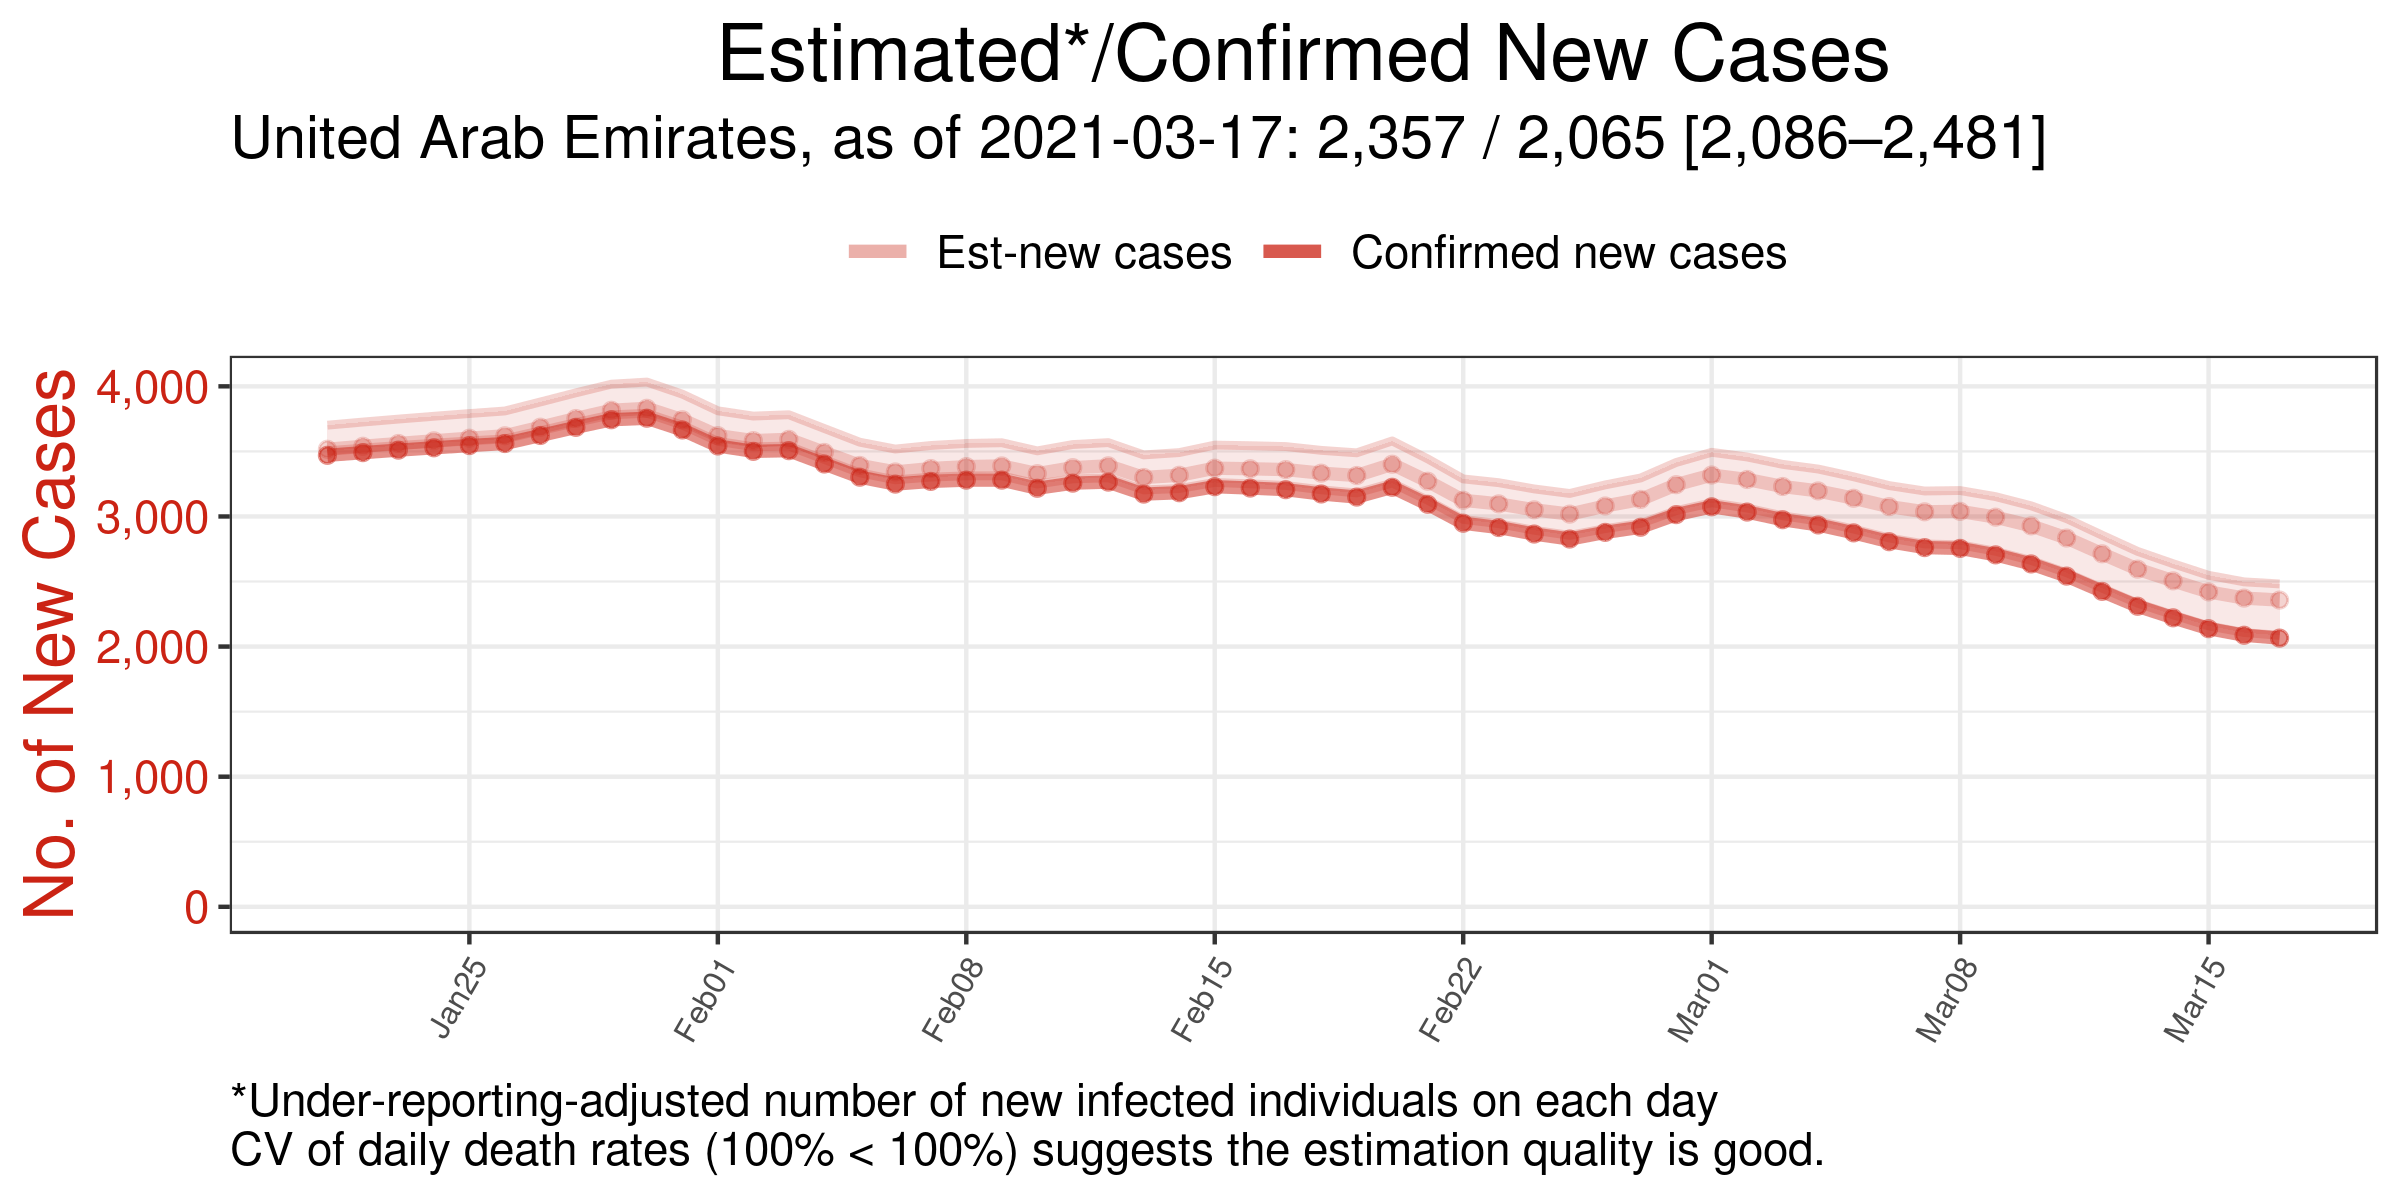 Estimated*/Confirmed New Cases
United Arab Emirates, as of 2021-03-17: 2,357 / 2,065 [2,086–2,481]
Est-new cases Confirmed new cases
No. of New Cases
4,000
3,000
2,000
1,000
0
Jan25 Feb01 Feb08 Feb15 Feb22 Mar01 Mar08 Mar15
*Under-reporting-adjusted number of new infected individuals on each day
CV of daily death rates (100% < 100%) suggests the estimation quality is good.